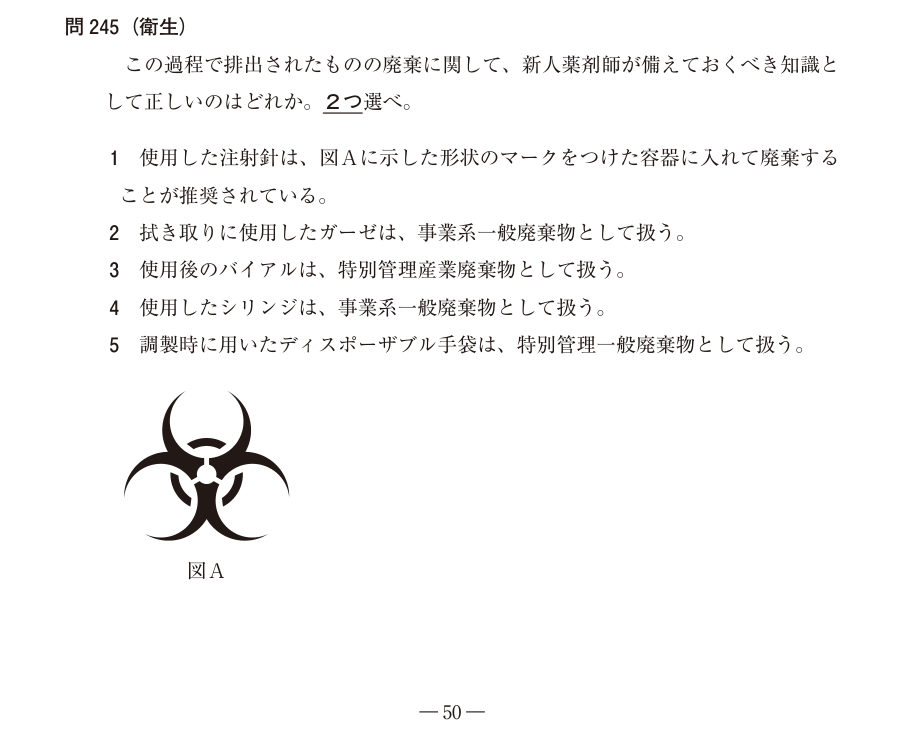 問 245（衛生）
この過程で排出されたものの廃棄に関して、新人薬剤師が備えておくべき知識と
して正しいのはどれか。２つ選べ。
1　使用した注射針は、図Ａに示した形状のマークをつけた容器に入れて廃棄する
ことが推奨されている。
2　拭き取りに使用したガーゼは、事業系一般廃棄物として扱う。
3　使用後のバイアルは、特別管理産業廃棄物として扱う。
4　使用したシリンジは、事業系一般廃棄物として扱う。
5　調製時に用いたディスポーザブル手袋は、特別管理一般廃棄物として扱う。
図Ａ
― 50 ―